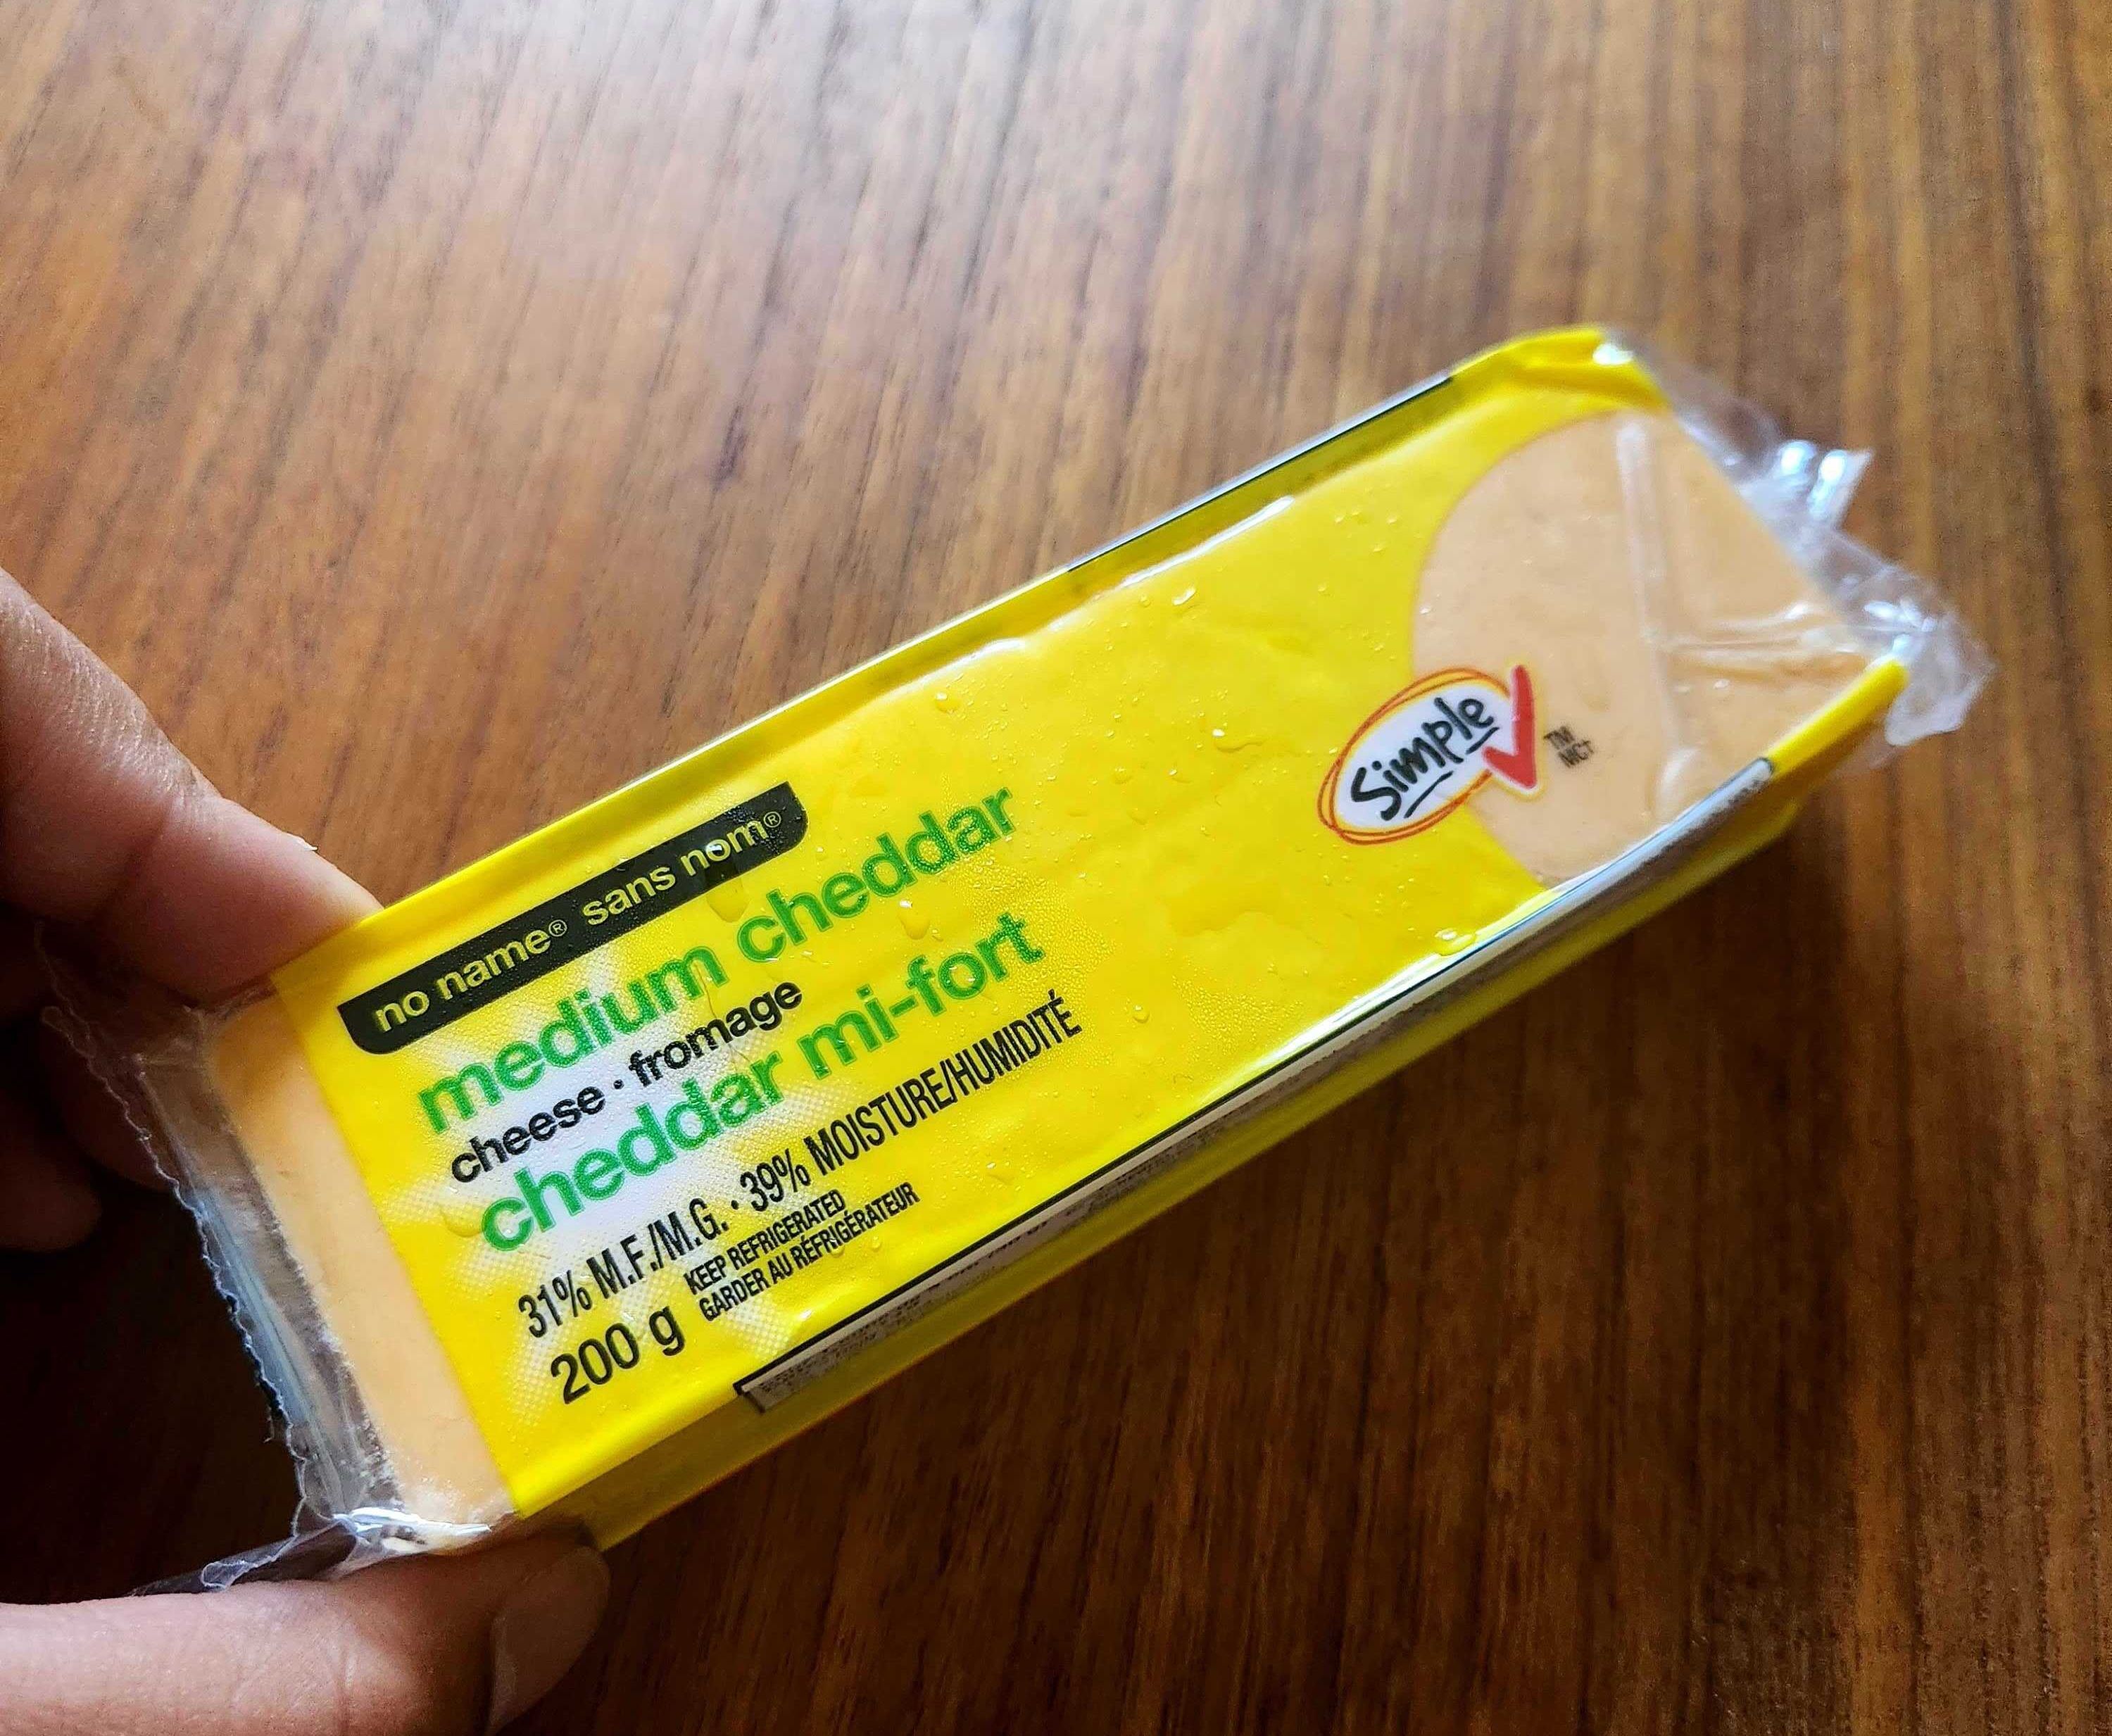 no name® sans nom®
medium cheddar
cheese · fromage
cheddar mi-fort
31% M.F./M.G. · 39% MOISTURE/HUMIDITÉ
200 g
KEEP REFRIGERATED
GARDER AU RÉFRIGÉRATEUR
Simple
TM
MC†